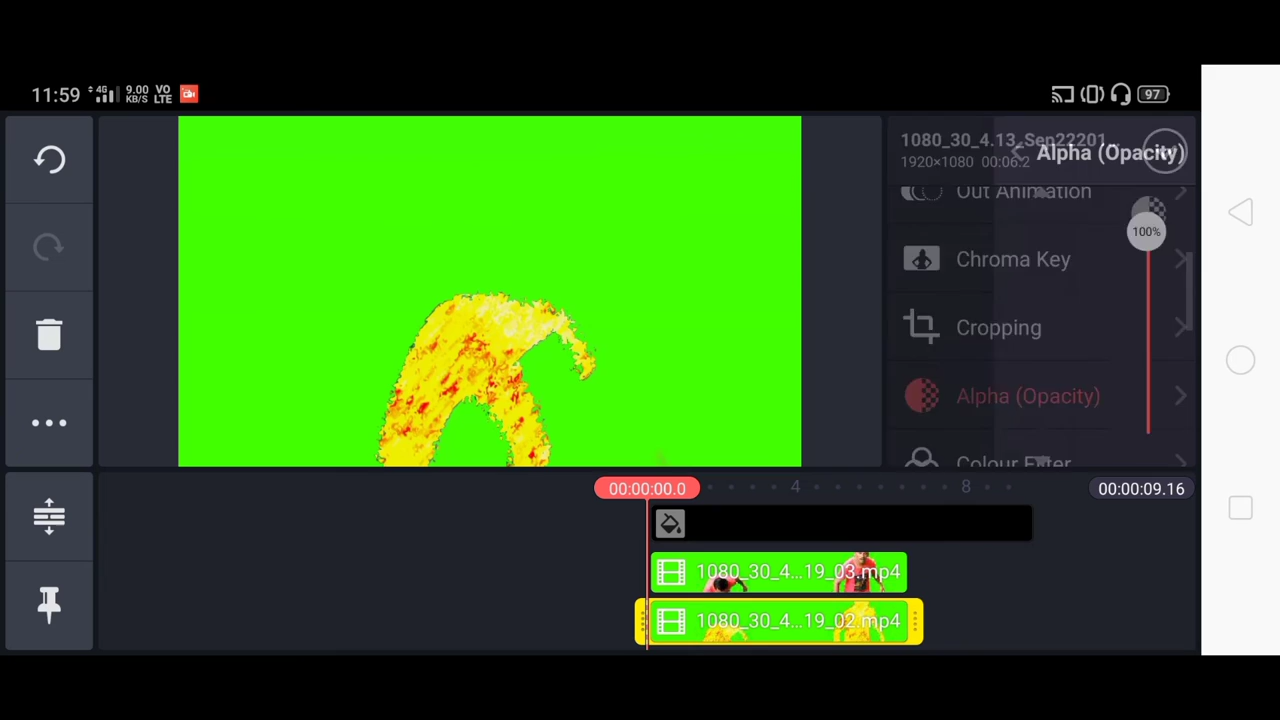 11:59 4G 9.00 KB/S VO LTE 97
1080_30_4.13_Sep22201...
1920×1080 00:06.2
Alpha (Opacity)
Out Animation
100%
Chroma Key
Cropping
Alpha (Opacity)
Colour Filter
00:00:00.0 4 8 00:00:09.16
1080_30_4...19_03.mp4
1080_30_4...19_02.mp4